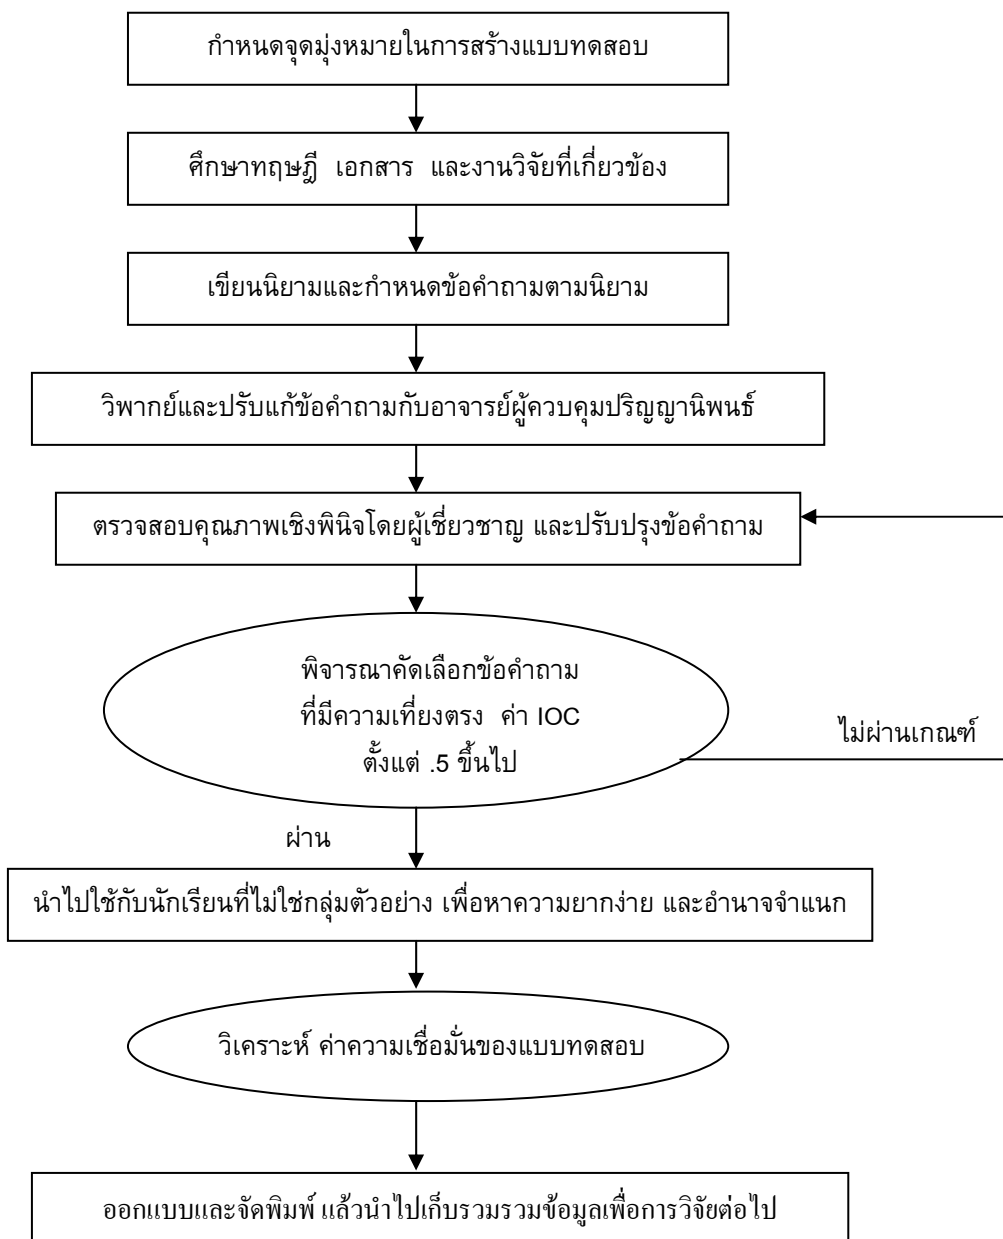 กำหนดจุดมุ่งหมายในการสร้างแบบทดสอบ
ศึกษาทฤษฎี เอกสาร และงานวิจัยที่เกี่ยวข้อง
เขียนนิยามและกำหนดข้อคำถามตามนิยาม
วิพากย์และปรับแก้ข้อคำถามกับอาจารย์ผู้ควบคุมปริญญานิพนธ์
ตรวจสอบคุณภาพเชิงพินิจโดยผู้เชี่ยวชาญ และปรับปรุงข้อคำถาม
พิจารณาคัดเลือกข้อคำถาม
ที่มีความเที่ยงตรง ค่า IOC
ตั้งแต่ .5 ขึ้นไป
ไม่ผ่านเกณฑ์
ผ่าน
นำไปใช้กับนักเรียนที่ไม่ใช่กลุ่มตัวอย่าง เพื่อหาความยากง่าย และอำนาจจำแนก
วิเคราะห์ ค่าความเชื่อมั่นของแบบทดสอบ
ออกแบบและจัดพิมพ์ แล้วนำไปเก็บรวมรวมข้อมูลเพื่อการวิจัยต่อไป